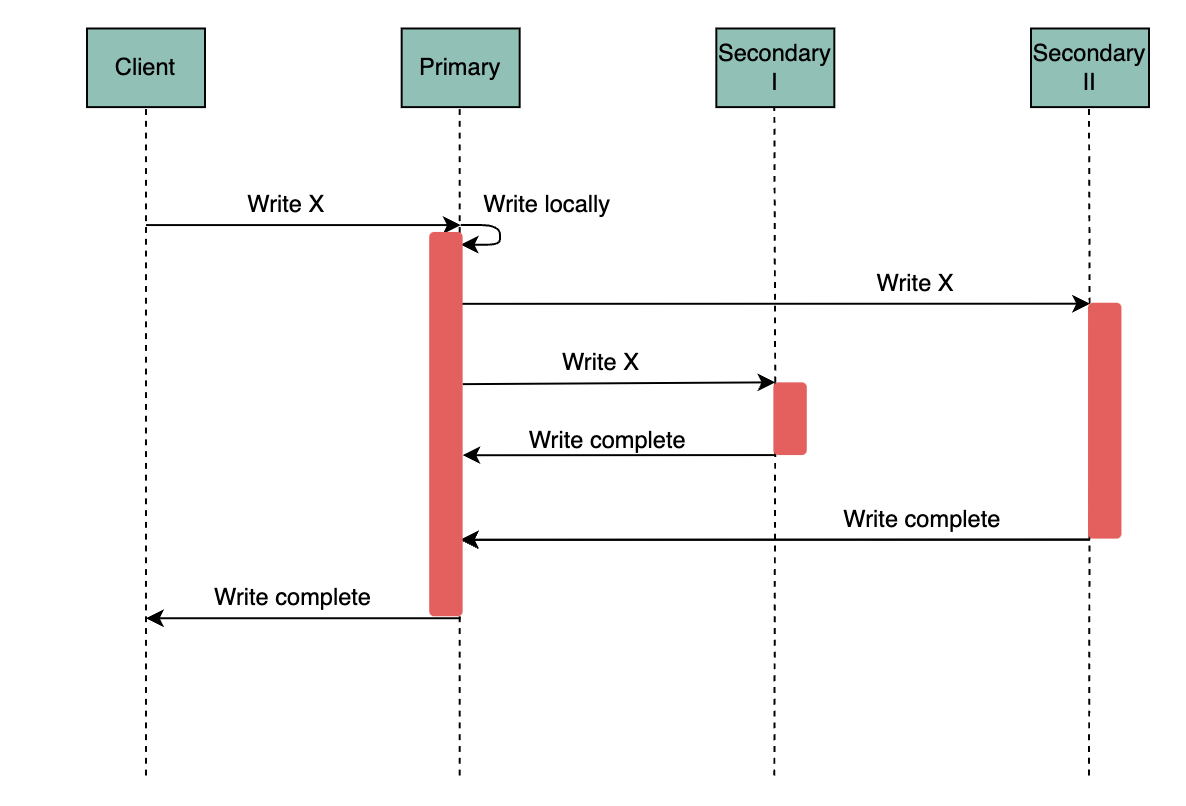 Client
Primary
Secondary
I
Secondary
II
Write X
Write locally
Write X
Write X
Write complete
Write complete
Write complete